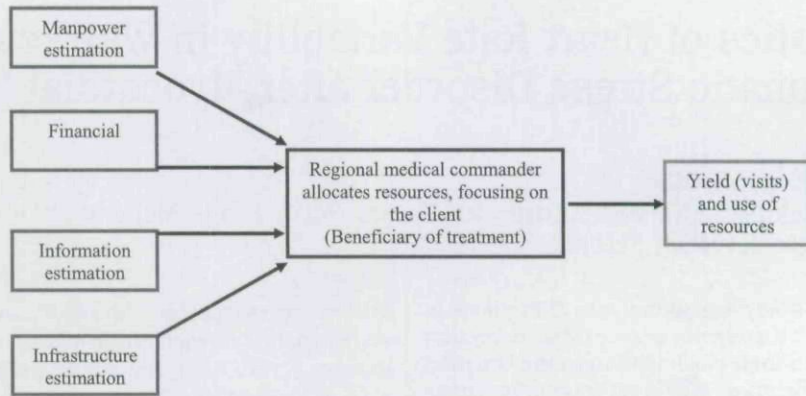 Manpower
estimation
Financial
Information
estimation
Infrastructure
estimation
Regional medical commander
allocates resources, focusing on
the client
(Beneficiary of treatment)
Yield (visits)
and use of
resources